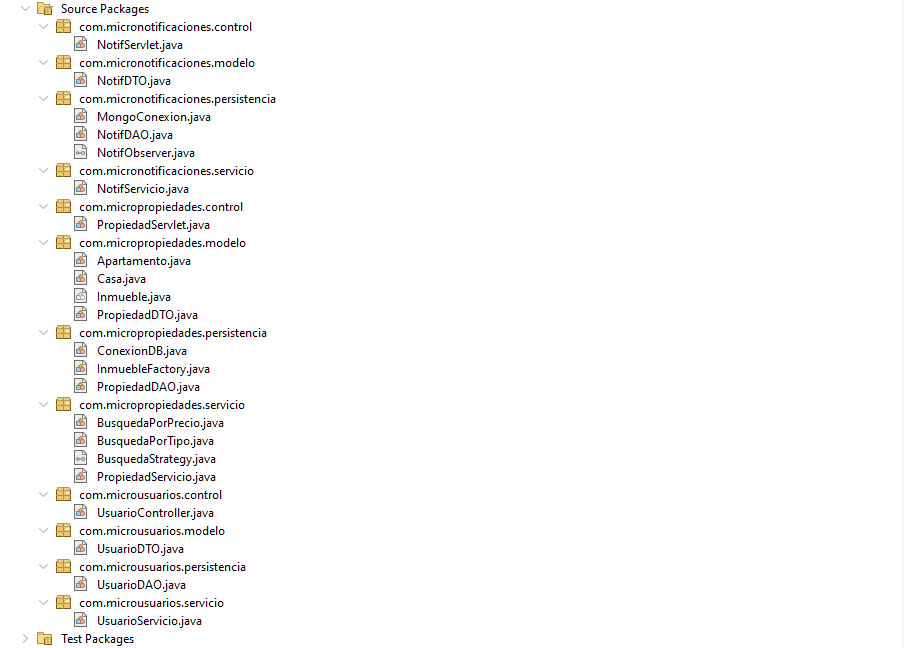 Source Packages
com.micronotificaciones.control
NotifServlet.java
com.micronotificaciones.modelo
NotifDTO.java
com.micronotificaciones.persistencia
MongoConexion.java
NotifDAO.java
NotifObserver.java
com.micronotificaciones.servicio
NotifServicio.java
com.micropropiedades.control
PropiedadServlet.java
com.micropropiedades.modelo
Apartamento.java
Casa.java
Inmueble.java
PropiedadDTO.java
com.micropropiedades.persistencia
ConexionDB.java
InmuebleFactory.java
PropiedadDAO.java
com.micropropiedades.servicio
BusquedaPorPrecio.java
BusquedaPorTipo.java
BusquedaStrategy.java
PropiedadServicio.java
com.microusuarios.control
UsuarioController.java
com.microusuarios.modelo
UsuarioDTO.java
com.microusuarios.persistencia
UsuarioDAO.java
com.microusuarios.servicio
UsuarioServicio.java
Test Packages